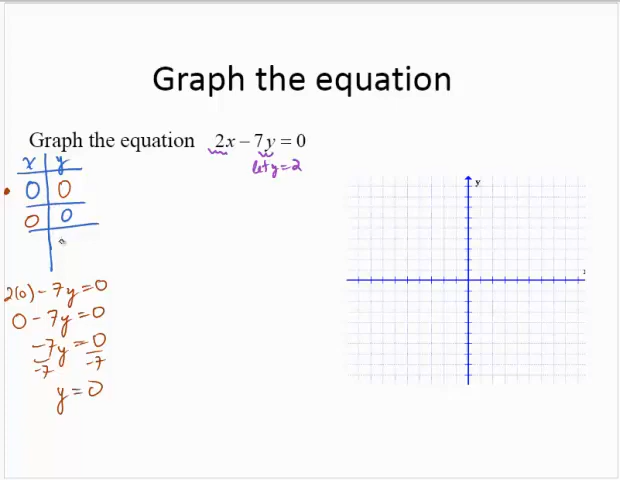 Graph the equation
Graph the equation 2x − 7y = 0
let y = 2
x y
0 0
0 0
2(0) − 7y = 0
0 − 7y = 0
−7y = 0
−7 −7
y = 0
y